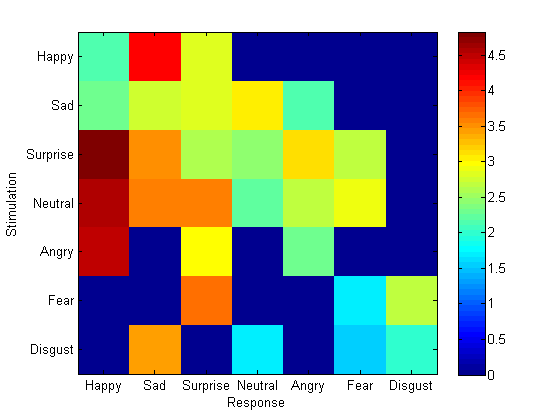 Happy
Sad
Surprise
Neutral
Angry
Fear
Disgust
Stimulation
Happy Sad Surprise Neutral Angry Fear Disgust
Response
4.5
4
3.5
3
2.5
2
1.5
1
0.5
0